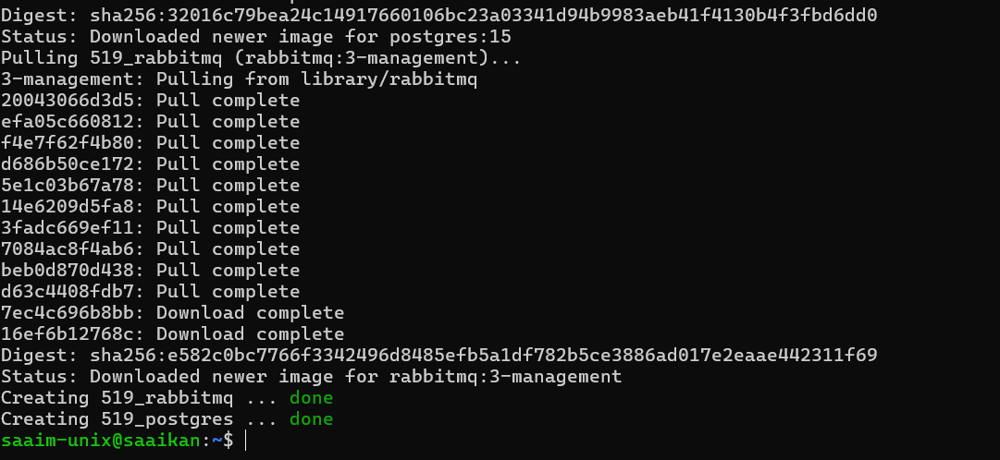 Digest: sha256:32016c79bea24c14917660106bc23a03341d94b9983aeb41f4130b4f3fbd6dd0
Status: Downloaded newer image for postgres:15
Pulling 519_rabbitmq (rabbitmq:3-management)...
3-management: Pulling from library/rabbitmq
20043066d3d5: Pull complete
efa05c660812: Pull complete
f4e7f62f4b80: Pull complete
d686b50ce172: Pull complete
5e1c03b67a78: Pull complete
14e6209d5fa8: Pull complete
3fadc669ef11: Pull complete
7084ac8f4ab6: Pull complete
beb0d870d438: Pull complete
d63c4408fdb7: Pull complete
7ec4c696b8bb: Download complete
16ef6b12768c: Download complete
Digest: sha256:e582c0bc7766f3342496d8485efb5a1df782b5ce3886ad017e2eaae442311f69
Status: Downloaded newer image for rabbitmq:3-management
Creating 519_rabbitmq ... done
Creating 519_postgres ... done
saaim-unix@saaikan:~$